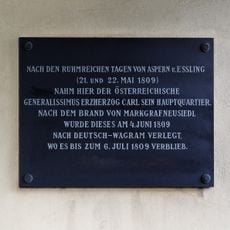 NACH DEN RUHMREICHEN TAGEN VON ASPERN U. ESSLING
(21. UND 22. MAI 1809)
NAHM HIER DER ÖSTERREICHISCHE
GENERALISSIMUS ERZHERZOG CARL SEIN HAUPTQUARTIER.
NACH DEM BRAND VON MARKGRAFNEUSIEDL
WURDE DIESES AM 4. JUNI 1809
NACH DEUTSCH-WAGRAM VERLEGT,
WO ES BIS ZUM 6. JULI 1809 VERBLIEB.